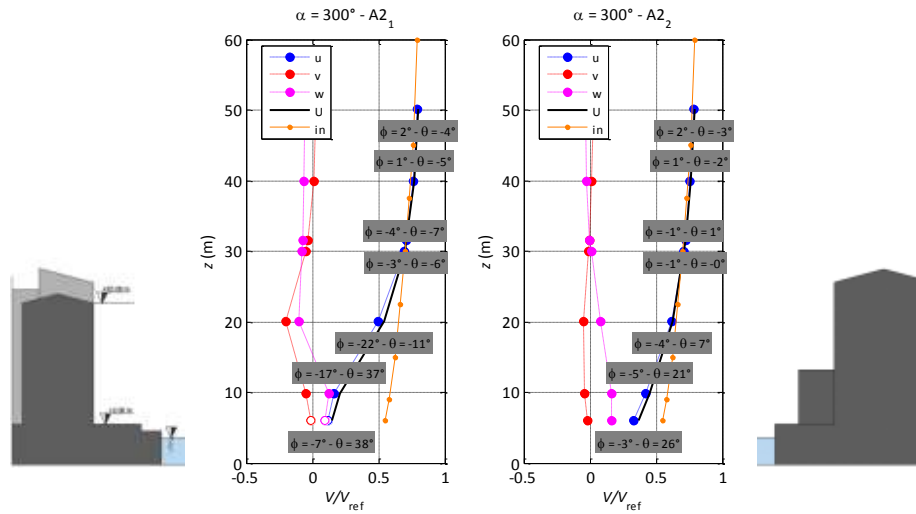 α = 300° - A2₁
60
50
40
30
20
10
0
z (m)
u
v
w
U
in
ϕ = 2° - θ = -4°
ϕ = 1° - θ = -5°
ϕ = -4° - θ = -7°
ϕ = -3° - θ = -6°
ϕ = -22° - θ = -11°
ϕ = -17° - θ = 37°
ϕ = -7° - θ = 38°
-0.5 0 0.5 1
V/V_ref
α = 300° - A2₂
60
50
40
30
20
10
0
z (m)
u
v
w
U
in
ϕ = 2° - θ = -3°
ϕ = 1° - θ = -2°
ϕ = -1° - θ = 1°
ϕ = -1° - θ = -0°
ϕ = -4° - θ = 7°
ϕ = -5° - θ = 21°
ϕ = -3° - θ = 26°
-0.5 0 0.5 1
V/V_ref